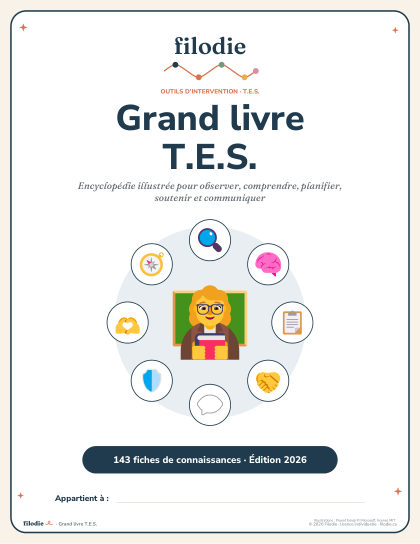 filodie
OUTILS D'INTERVENTION · T.E.S.
Grand livre
T.E.S.
Encyclopédie illustrée pour observer, comprendre, planifier,
soutenir et communiquer
143 fiches de connaissances · Édition 2026
Appartient à :
filodie
· Grand livre T.E.S.